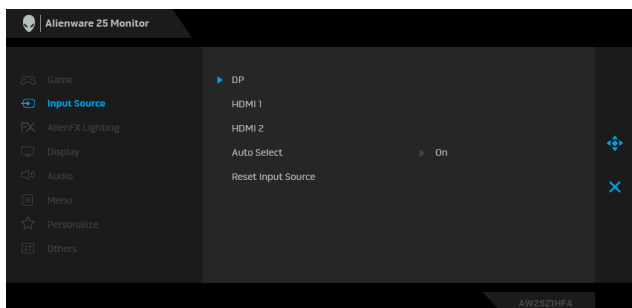 Alienware 25 Monitor
Game
Input Source
FX AlienFX Lighting
Display
Audio
Menu
Personalize
Others
DP
HDMI 1
HDMI 2
Auto Select On
Reset Input Source
AW2521HFA